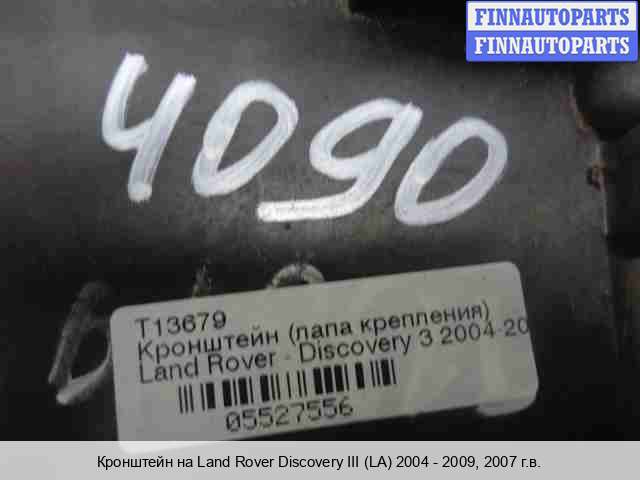 FINNAUTOPARTS
FINNAUTOPARTS
4090
T13679
Кронштейн (лапа крепления)
Land Rover - Discovery 3 2004-20
05527556
Кронштейн на Land Rover Discovery III (LA) 2004 - 2009, 2007 г.в.